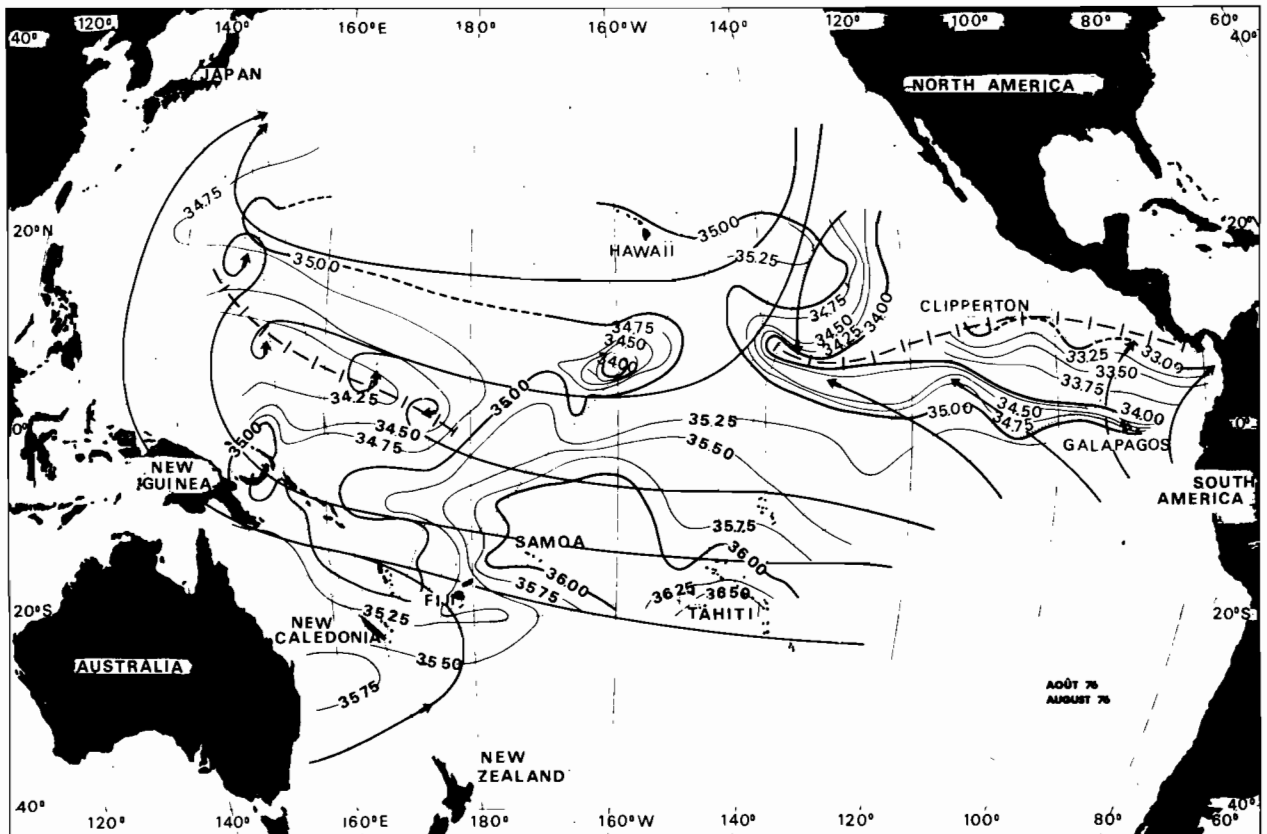 120° 140° 160°E 180° 160°W 140° 120° 100° 80° 60°
40° 40°
JAPAN
NORTH AMERICA
34.75
20°N 20°
35.00
HAWAII
35.00
35.25
CLIPPERTON
34.75
34.50
34.00
34.75
34.50
34.25
34.00
33.25
33.50
33.75
33.00
34.25
34.50
34.75
35.00
35.25
35.50
35.00
34.50
34.75
34.00
0° 0°
35.00
GALAPAGOS
NEW
GUINEA
SOUTH
AMERICA
SAMOA
35.75
36.00
36.00
35.75
36.25
36.50
TAHITI
FIJI
20°S 20°S
35.25
NEW
CALEDONIA
35.50
AUSTRALIA
35.75
AOÛT 76
AUGUST 76
NEW
ZEALAND
40° 40°
120° 140° 160°E 180° 160°W 140° 120° 100° 80° 60°